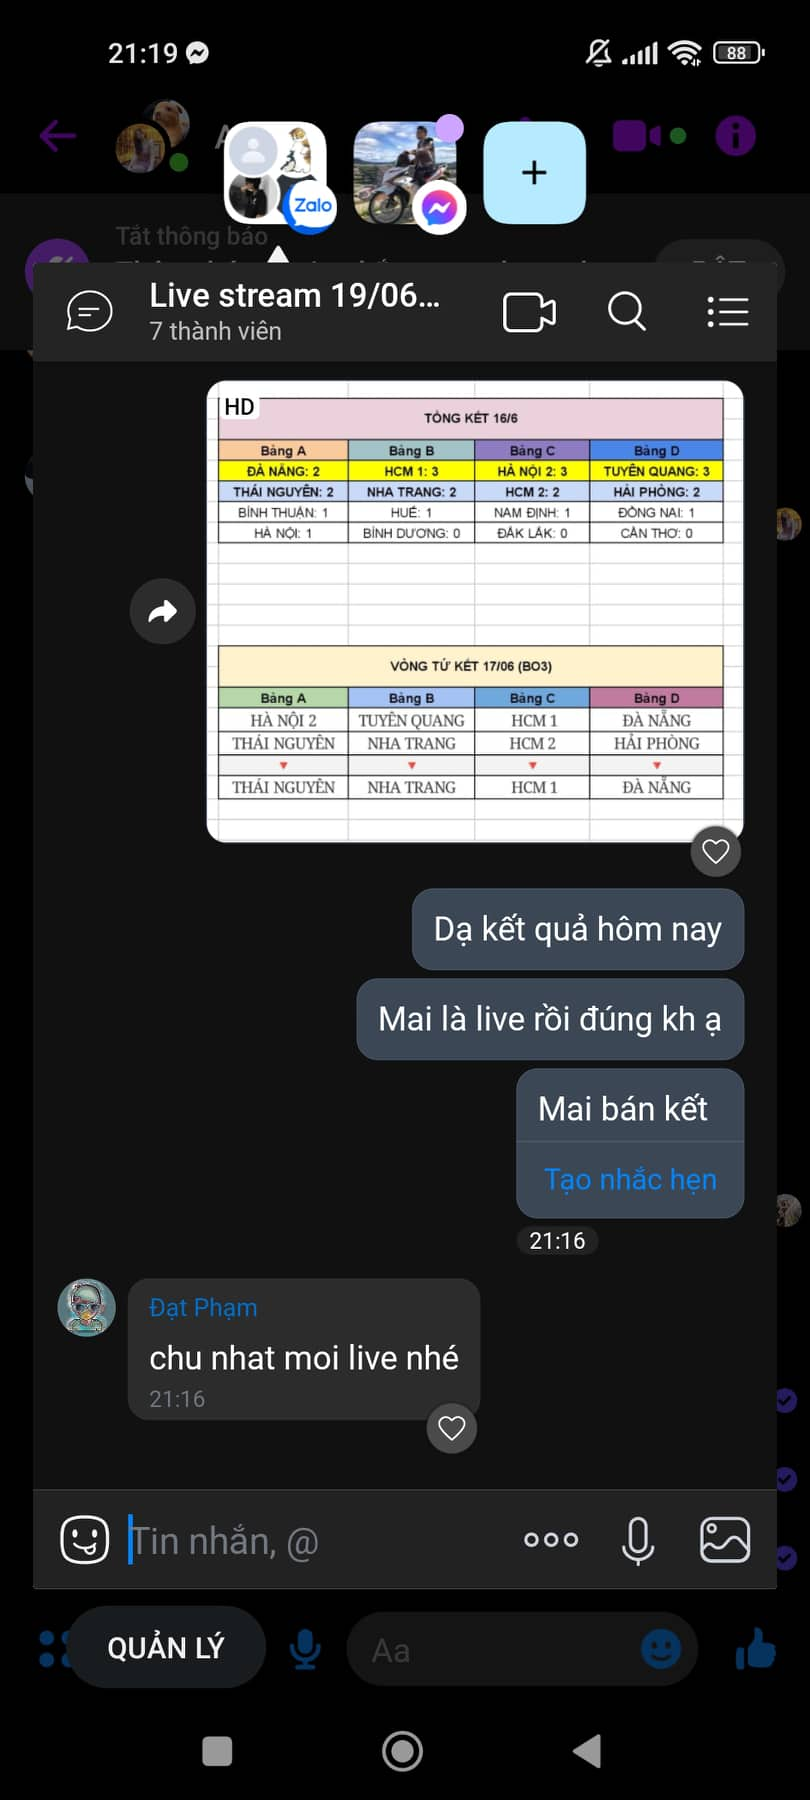 21:19
88
Zalo
+
Tắt thông báo
Live stream 19/06...
7 thành viên
HD
TỔNG KẾT 16/6
Bảng A Bảng B Bảng C Bảng D
ĐÀ NẴNG: 2 HCM 1: 3 HÀ NỘI 2: 3 TUYÊN QUANG: 3
THÁI NGUYÊN: 2 NHA TRANG: 2 HCM 2: 2 HẢI PHÒNG: 2
BÌNH THUẬN: 1 HUẾ: 1 NAM ĐỊNH: 1 ĐỒNG NAI: 1
HÀ NỘI: 1 BÌNH DƯƠNG: 0 ĐẮK LẮK: 0 CẦN THƠ: 0
VÒNG TỨ KẾT 17/06 (BO3)
Bảng A Bảng B Bảng C Bảng D
HÀ NỘI 2 TUYÊN QUANG HCM 1 ĐÀ NẴNG
THÁI NGUYÊN NHA TRANG HCM 2 HẢI PHÒNG
THÁI NGUYÊN NHA TRANG HCM 1 ĐÀ NẴNG
Dạ kết quả hôm nay
Mai là live rồi đúng kh ạ
Mai bán kết
Tạo nhắc hẹn
21:16
Đạt Phạm
chu nhat moi live nhé
21:16
Tin nhắn, @
QUẢN LÝ
Aa